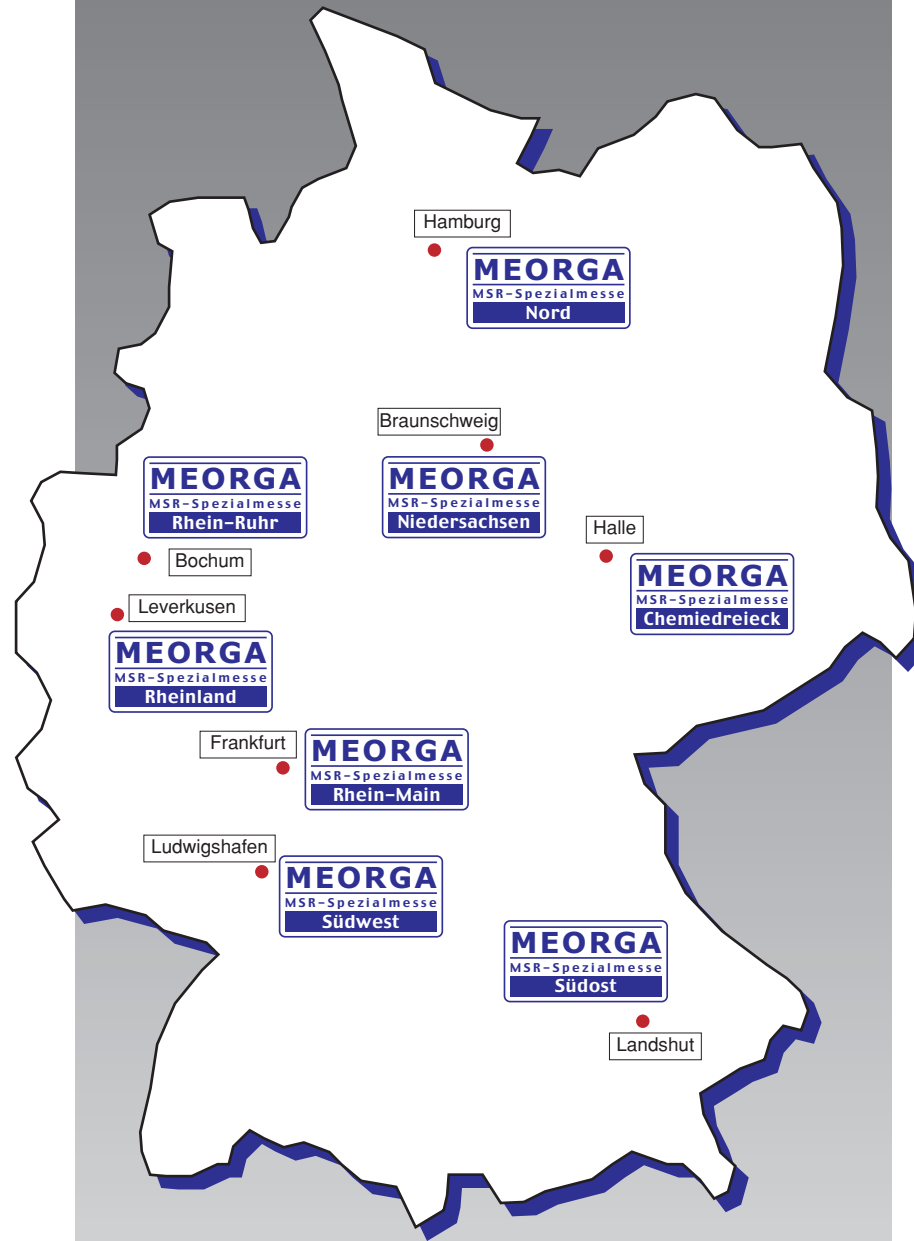 Hamburg
MEORGA
MSR-Spezialmesse
Nord
Braunschweig
MEORGA
MSR-Spezialmesse
Niedersachsen
MEORGA
MSR-Spezialmesse
Rhein-Ruhr
Bochum
Halle
MEORGA
MSR-Spezialmesse
Chemiedreieck
Leverkusen
MEORGA
MSR-Spezialmesse
Rheinland
Frankfurt
MEORGA
MSR-Spezialmesse
Rhein-Main
Ludwigshafen
MEORGA
MSR-Spezialmesse
Südwest
MEORGA
MSR-Spezialmesse
Südost
Landshut